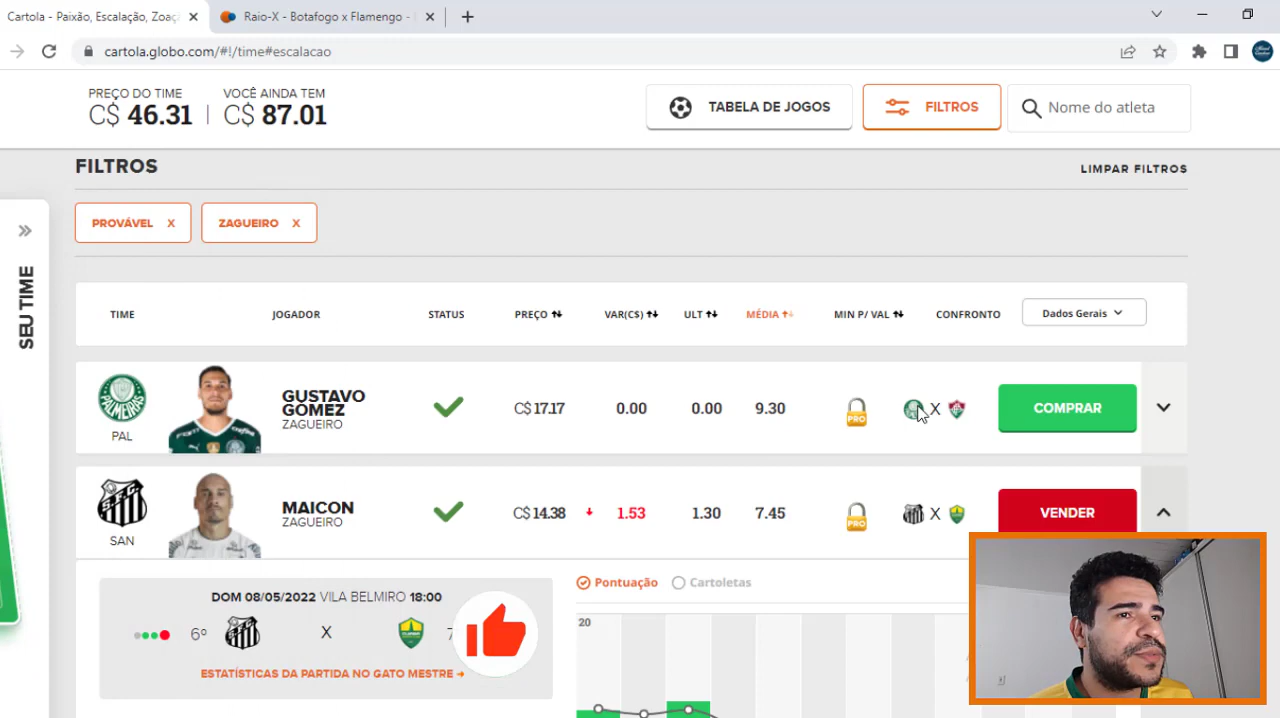 Cartola - Paixão, Escalação, Zoaç
Raio-X - Botafogo x Flamengo -
cartola.globo.com/#!/time#escalacao
PREÇO DO TIME
C$ 46.31
VOCÊ AINDA TEM
C$ 87.01
TABELA DE JOGOS
FILTROS
Nome do atleta
FILTROS
LIMPAR FILTROS
PROVÁVEL X
ZAGUEIRO X
SEU TIME
TIME JOGADOR STATUS PREÇO VAR(C$) ULT MÉDIA MIN P/ VAL CONFRONTO Dados Gerais
PALMEIRAS
PAL
GUSTAVO GÓMEZ
ZAGUEIRO
C$ 17.17 0.00 0.00 9.30 PRO X COMPRAR
SAN
MAICON
ZAGUEIRO
C$ 14.38 1.53 1.30 7.45 PRO X VENDER
DOM 08/05/2022 VILA BELMIRO 18:00
6º X 7
ESTATÍSTICAS DA PARTIDA NO GATO MESTRE
Pontuação Cartoletas
20